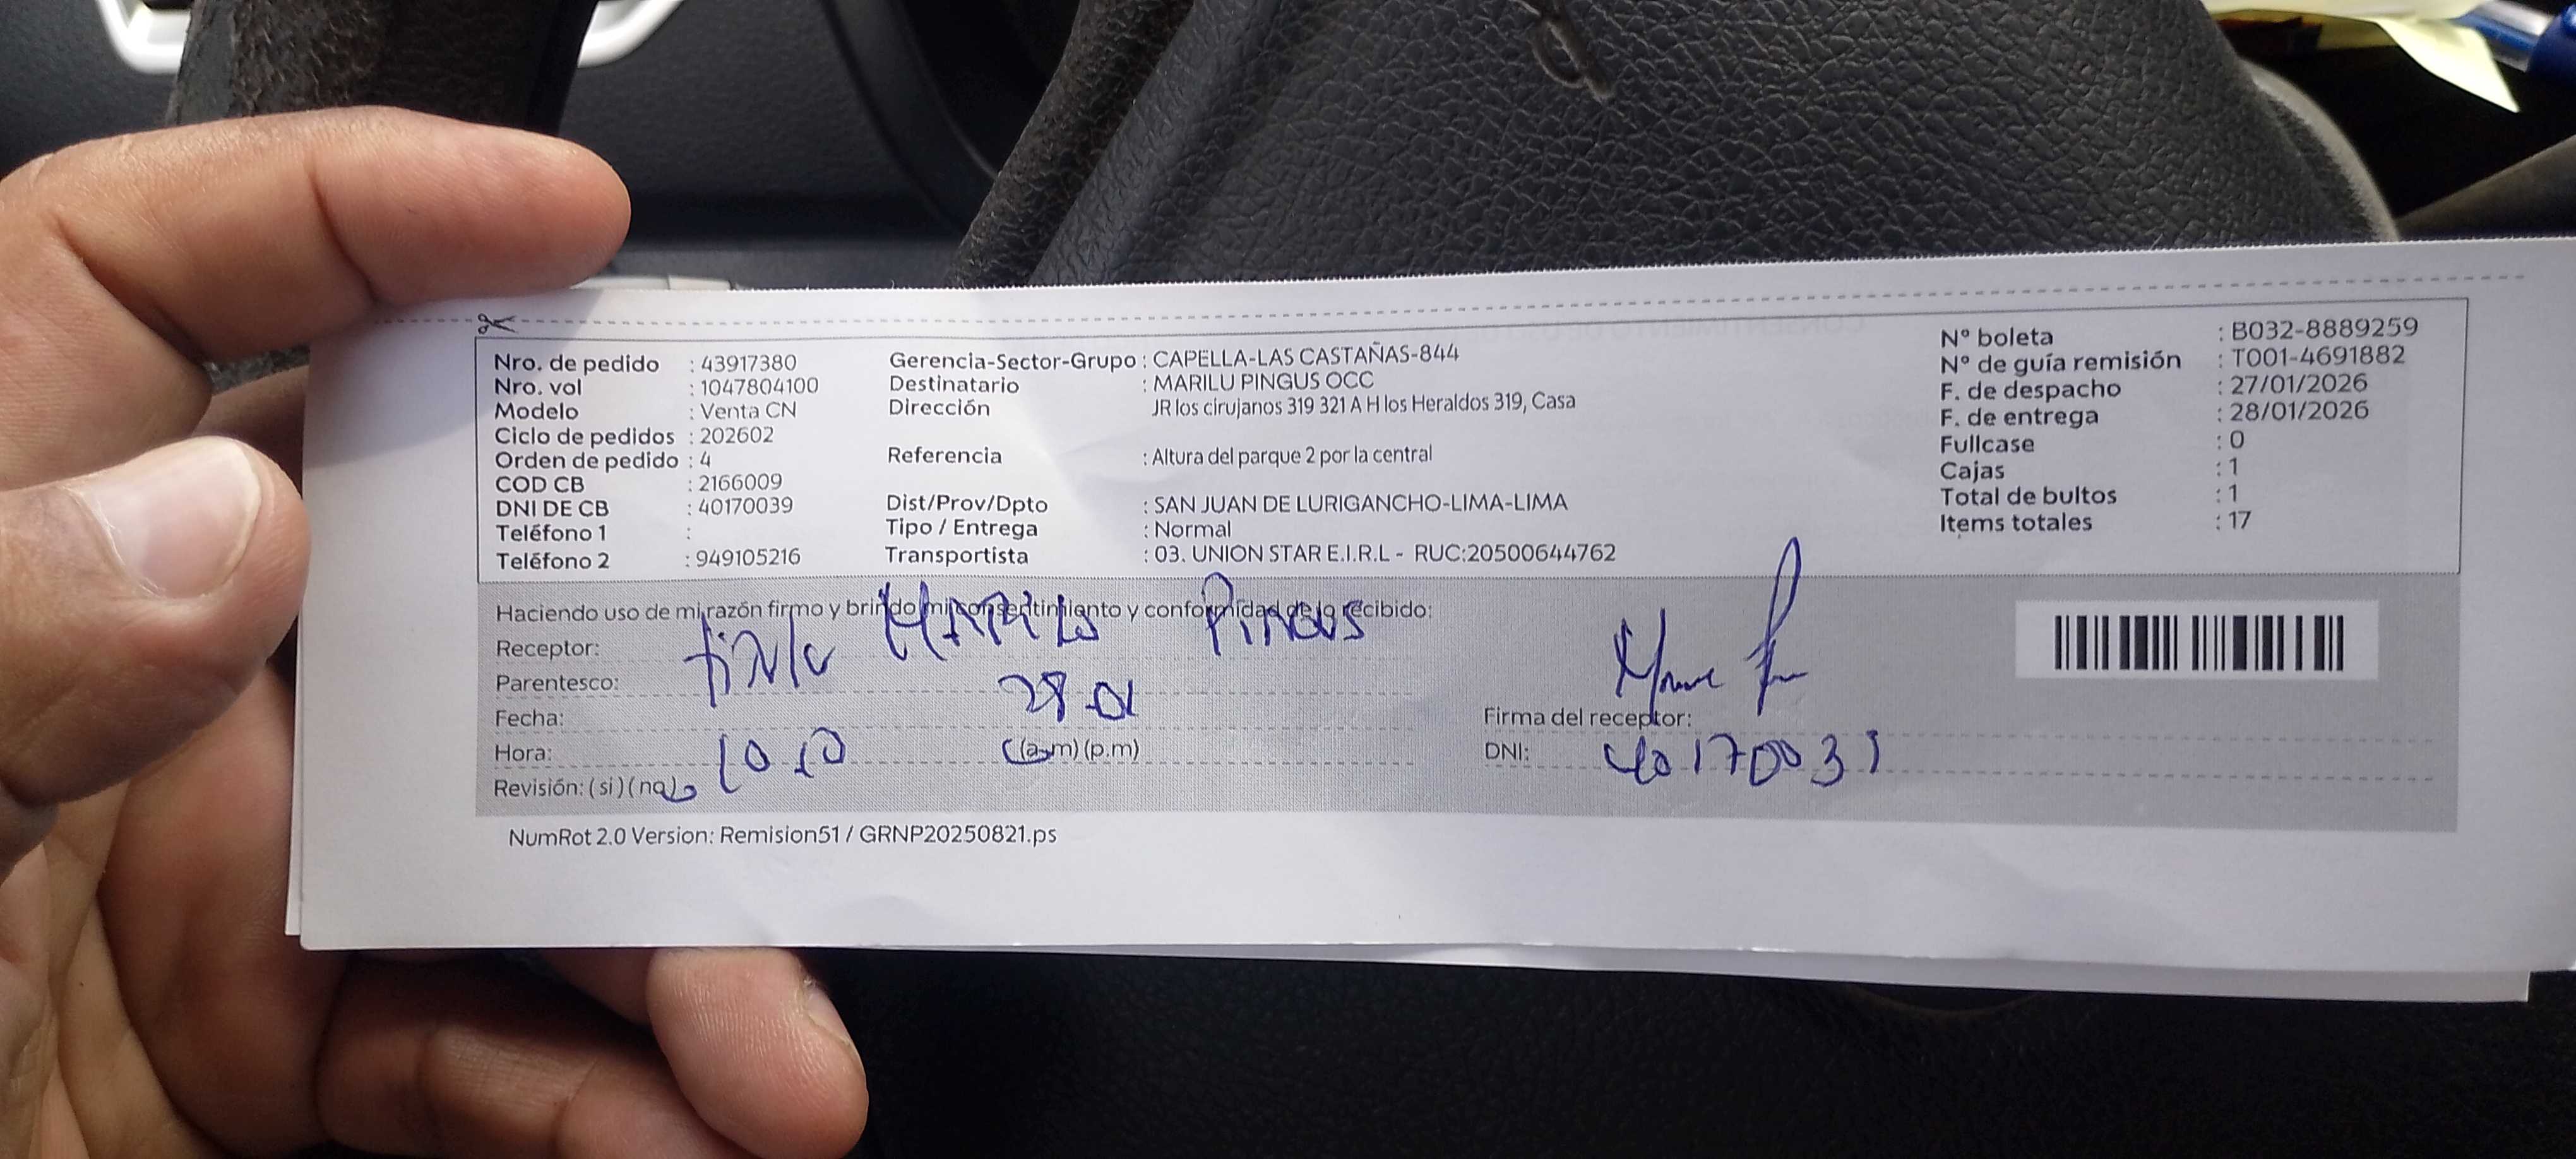 Nro. de pedido : 43917380
Nro. vol : 1047804100
Modelo : Venta CN
Ciclo de pedidos : 202602
Orden de pedido : 4
COD CB : 2166009
DNI DE CB : 40170039
Teléfono 1 :
Teléfono 2 : 949105216
Gerencia-Sector-Grupo : CAPELLA-LAS CASTAÑAS-844
Destinatario : MARILU PINGUS OCC
Dirección JR los cirujanos 319 321 A H los Heraldos 319, Casa
Referencia : Altura del parque 2 por la central
Dist/Prov/Dpto : SAN JUAN DE LURIGANCHO-LIMA-LIMA
Tipo / Entrega : Normal
Transportista : 03. UNION STAR E.I.R.L - RUC:20500644762
Nº boleta : B032-8889259
Nº de guía remisión : T001-4691882
F. de despacho : 27/01/2026
F. de entrega : 28/01/2026
Fullcase : 0
Cajas : 1
Total de bultos : 1
Items totales : 17
Haciendo uso de mi razón firmo y brindo mi consentimiento y conformidad de lo recibido:
Receptor: Pingus
Parentesco:
Fecha: 28-01
Hora: 10 10 (a.m) (p.m)
Revisión: (si) (no)
Firma del receptor:
DNI: 4017003
NumRot 2.0 Version: Remision51 / GRNP20250821.ps